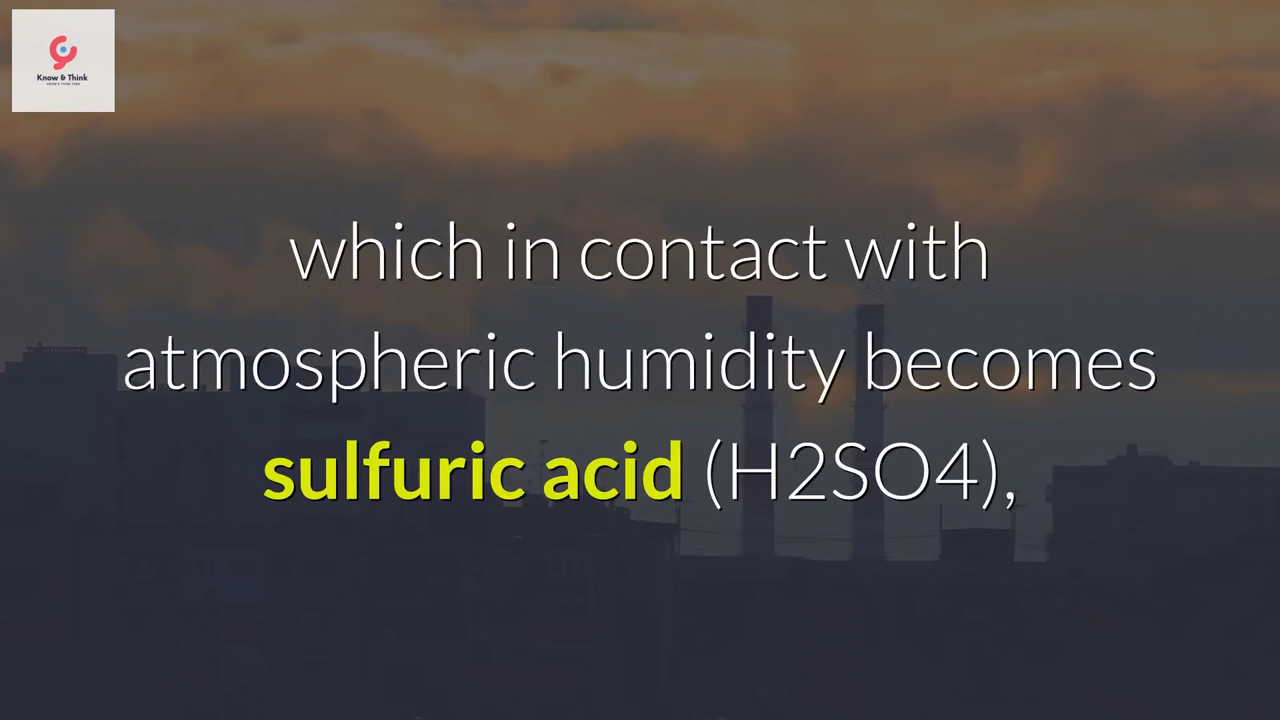 Know & Think
which in contact with
atmospheric humidity becomes
sulfuric acid (H2SO4),